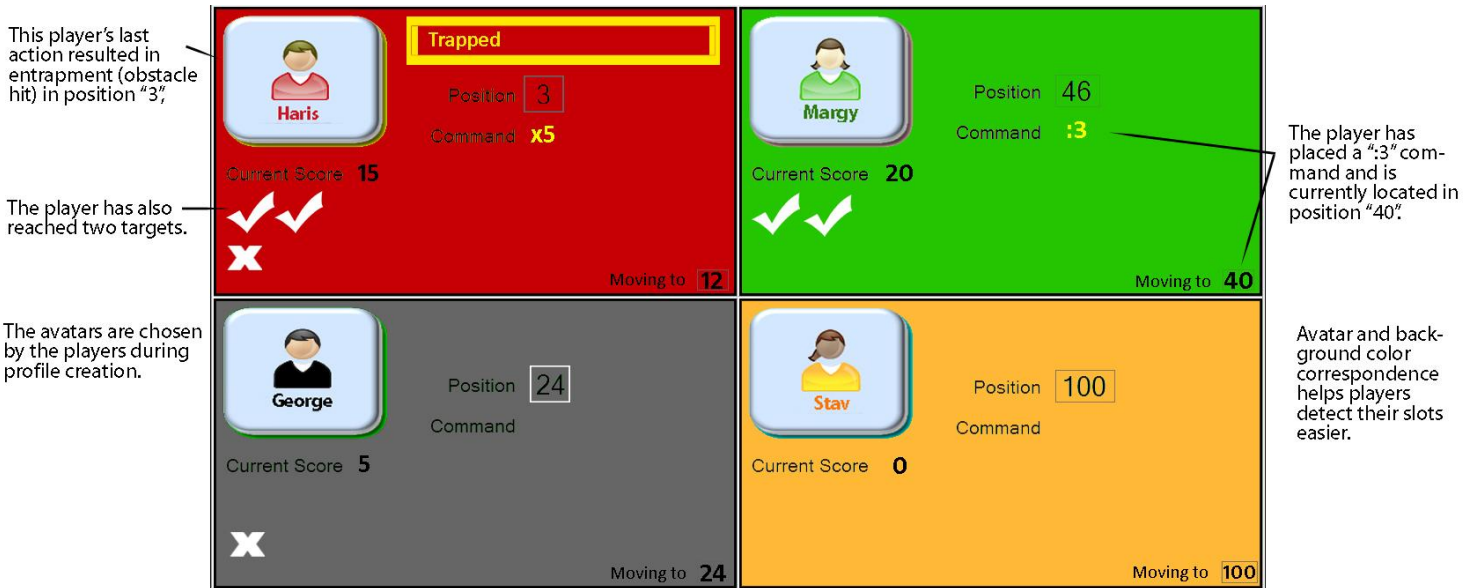 This player's last
action resulted in
entrapment (obstacle
hit) in position "3",
The player has also
reached two targets.
The avatars are chosen
by the players during
profile creation.
Haris
Trapped
Position 3
Command x5
Current Score 15
Moving to 12
Margy
Position 46
Command :3
Current Score 20
Moving to 40
George
Position 24
Command
Current Score 5
Moving to 24
Stav
Position 100
Command
Current Score 0
Moving to 100
The player has
placed a ":3" com-
mand and is
currently located in
position "40".
Avatar and back-
ground color
correspondence
helps players
detect their slots
easier.